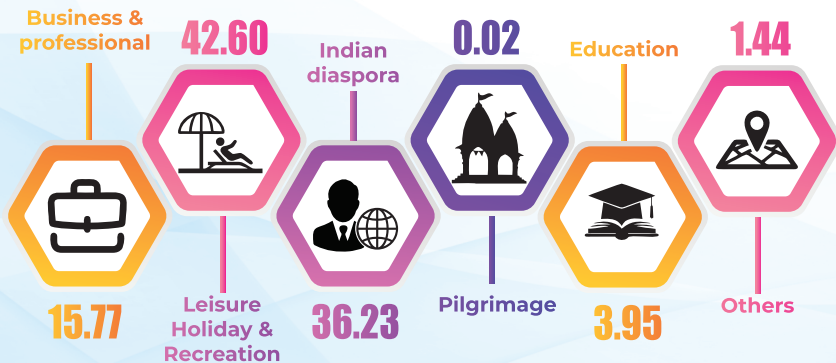 Business &
professional
15.77
42.60
Leisure
Holiday &
Recreation
Indian
diaspora
36.23
0.02
Pilgrimage
Education
3.95
1.44
Others